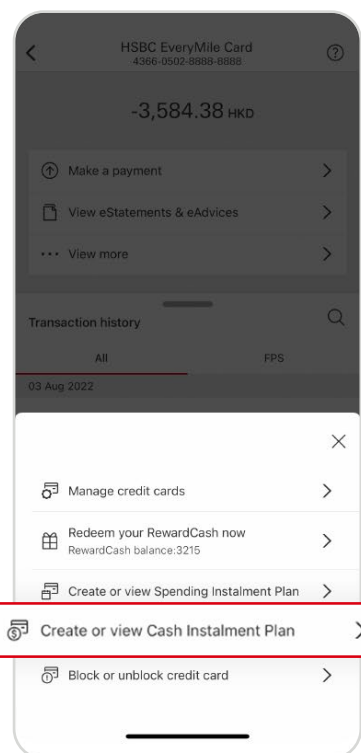 HSBC EveryMile Card
4366-0502-8888-8888
-3,584.38 HKD
Make a payment
View eStatements & eAdvices
View more
Transaction history
All FPS
03 Aug 2022
Manage credit cards
Redeem your RewardCash now
RewardCash balance:3215
Create or view Spending Instalment Plan
Create or view Cash Instalment Plan
Block or unblock credit card